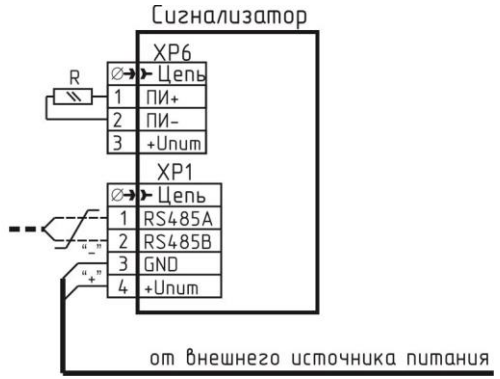 Сигнализатор
XP6
Цепь
R
1 ПИ+
2 ПИ-
3 +Uпит
XP1
Цепь
1 RS485A
2 RS485B
"-" 3 GND
"+" 4 +Uпит
от внешнего источника питания